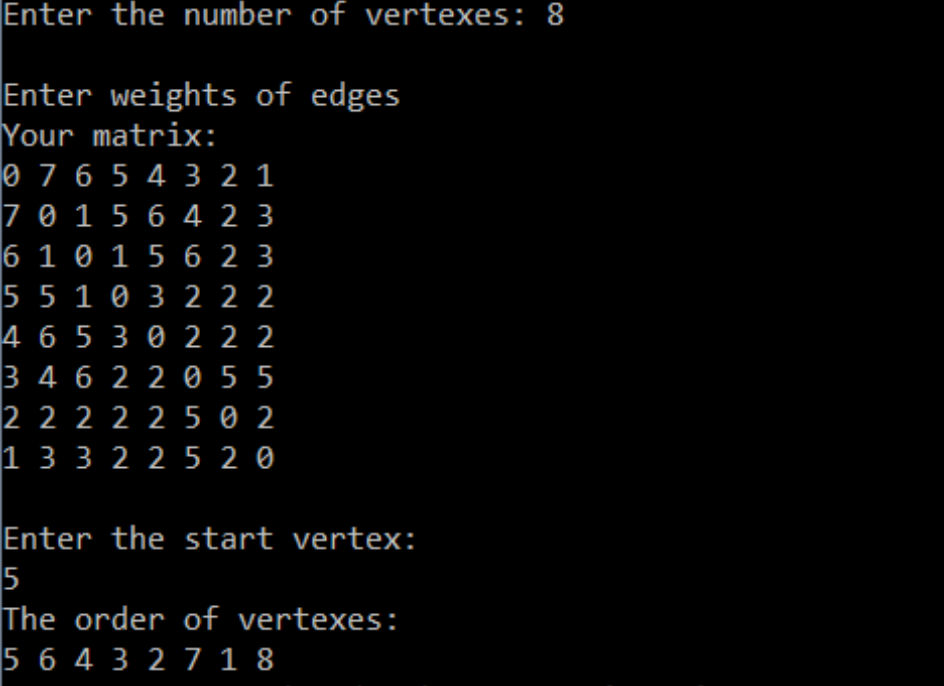 Enter the number of vertexes: 8
Enter weights of edges
Your matrix:
0 7 6 5 4 3 2 1
7 0 1 5 6 4 2 3
6 1 0 1 5 6 2 3
5 5 1 0 3 2 2 2
4 6 5 3 0 2 2 2
3 4 6 2 2 0 5 5
2 2 2 2 2 5 0 2
1 3 3 2 2 5 2 0
Enter the start vertex:
5
The order of vertexes:
5 6 4 3 2 7 1 8